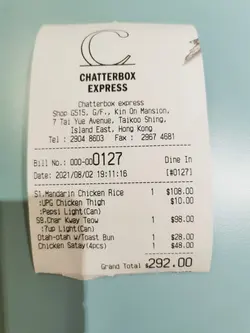 C
CHATTERBOX
EXPRESS
Chatterbox express
Shop G515, G/F., Kin On Mansion,
7 Tai Yue Avenue, Taikoo Shing,
Island East, Hong Kong
Tel : 2904 8603 Fax : 2967 4681
Bill No.: 000-000127 Dine In
Date: 2021/08/02 19:11:16 [#0127]
S1.Mandarin Chicken Rice 1 $108.00
:UPG Chicken Thigh $10.00
:Pepsi Light(Can)
S9.Char Kway Teow 1 $98.00
:7up Light(Can)
Otah-otah w/Toast Bun 1 $28.00
Chicken Satay(4pcs) 1 $48.00
Grand Total $292.00